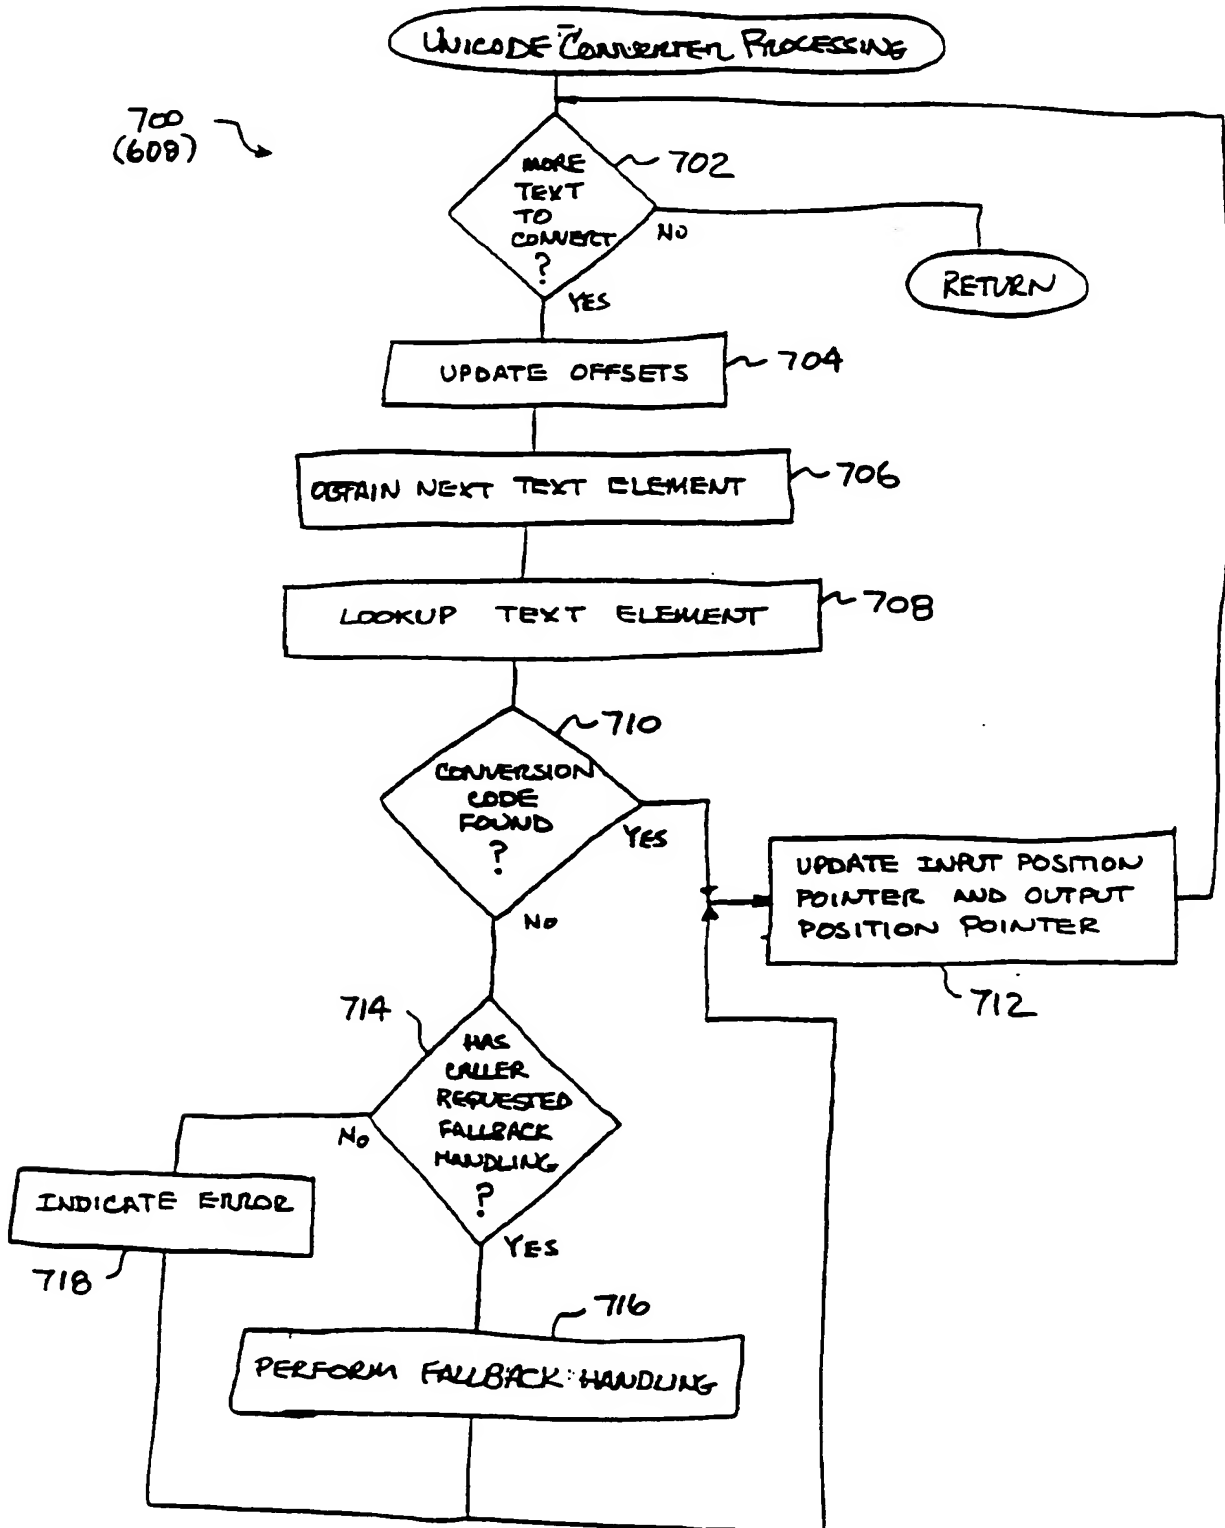 UNICODE CONVERTER PROCESSING
700
(608)
702
MORE
TEXT
TO
CONVERT
?
NO
YES
RETURN
UPDATE OFFSETS
704
OBTAIN NEXT TEXT ELEMENT
706
LOOKUP TEXT ELEMENT
708
710
CONVERSION
CODE
FOUND
?
YES
NO
UPDATE INPUT POSITION
POINTER AND OUTPUT
POSITION POINTER
712
714
HAS
CALLER
REQUESTED
FALLBACK
HANDLING
?
NO
YES
INDICATE ERROR
718
716
PERFORM FALLBACK HANDLING